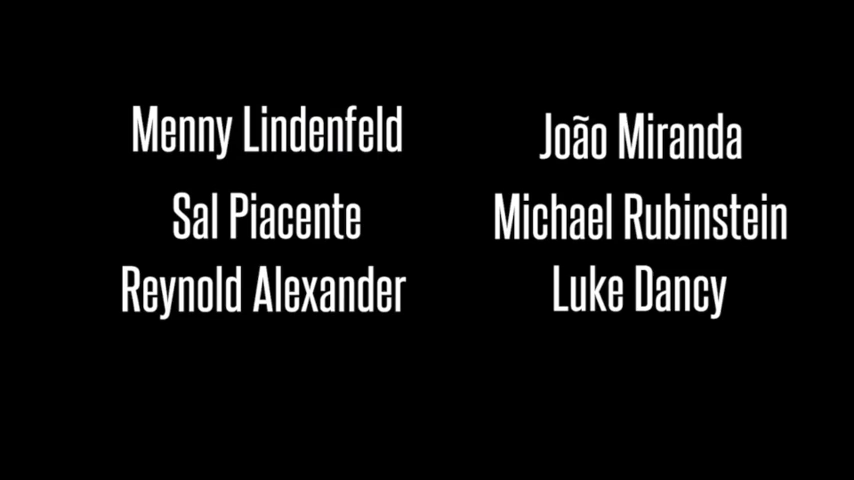 Menny Lindenfeld
Sal Piacente
Reynold Alexander
João Miranda
Michael Rubinstein
Luke Dancy